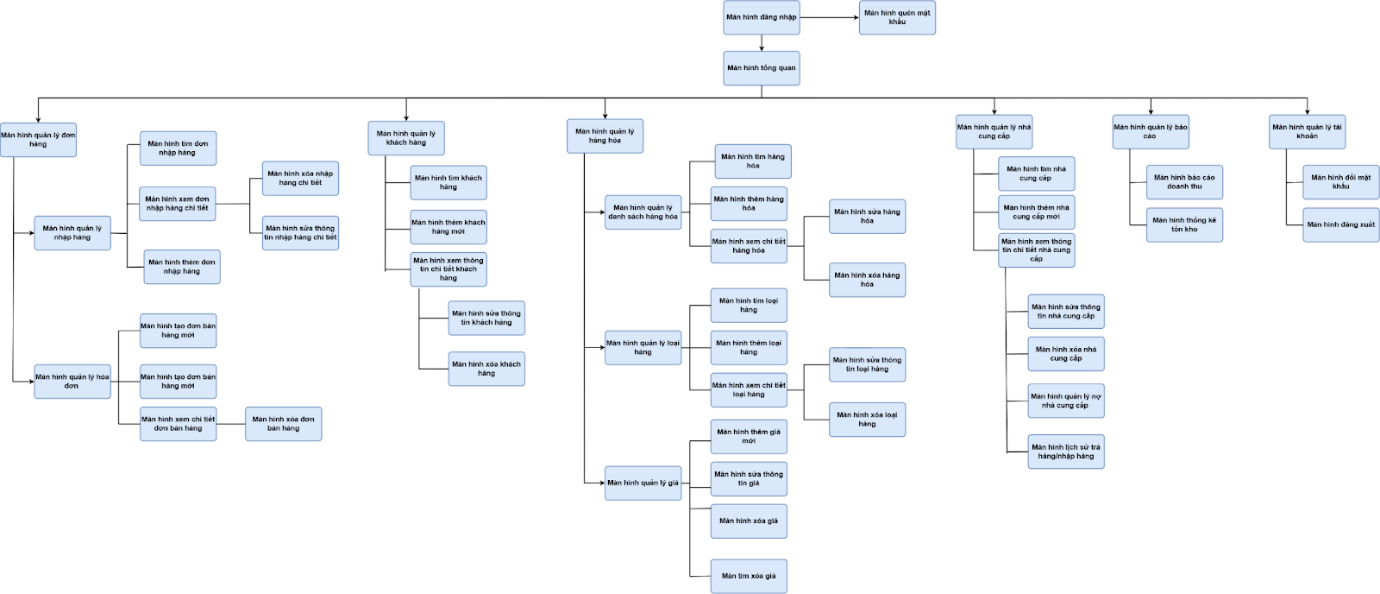 Màn hình đăng nhập
Màn hình quên mật
khẩu
Màn hình tổng quan
Màn hình quản lý đơn
hàng
Màn hình quản lý
nhập hàng
Màn hình tìm đơn
nhập hàng
Màn hình xem đơn
nhập hàng chi tiết
Màn hình xóa nhập
hàng chi tiết
Màn hình sửa thông
tin nhập hàng chi tiết
Màn hình thêm đơn
nhập hàng
Màn hình quản lý hóa
đơn
Màn hình tạo đơn bán
hàng mới
Màn hình tạo đơn bán
hàng mới
Màn hình xem chi tiết
đơn bán hàng
Màn hình xóa đơn
bán hàng
Màn hình quản lý
khách hàng
Màn hình tìm khách
hàng
Màn hình thêm khách
hàng mới
Màn hình xem thông
tin chi tiết khách
hàng
Màn hình sửa thông
tin khách hàng
Màn hình xóa khách
hàng
Màn hình quản lý
hàng hóa
Màn hình quản lý
danh sách hàng hóa
Màn hình tìm hàng
hóa
Màn hình thêm hàng
hóa
Màn hình xem chi tiết
hàng hóa
Màn hình sửa hàng
hóa
Màn hình xóa hàng
hóa
Màn hình quản lý loại
hàng
Màn hình tìm loại
hàng
Màn hình thêm loại
hàng
Màn hình xem chi tiết
loại hàng
Màn hình sửa thông
tin loại hàng
Màn hình xóa loại
hàng
Màn hình quản lý giá
Màn hình thêm giá
mới
Màn hình sửa thông
tin giá
Màn hình xóa giá
Màn tìm xóa giá
Màn hình quản lý nhà
cung cấp
Màn hình tìm nhà
cung cấp
Màn hình thêm nhà
cung cấp mới
Màn hình xem thông
tin chi tiết nhà cung
cấp
Màn hình sửa thông
tin nhà cung cấp
Màn hình xóa nhà
cung cấp
Màn hình quản lý nợ
nhà cung cấp
Màn hình lịch sử trả
hàng/nhập hàng
Màn hình quản lý báo
cáo
Màn hình báo cáo
doanh thu
Màn hình thống kê
tồn kho
Màn hình quản lý tài
khoản
Màn hình đổi mật
khẩu
Màn hình đăng xuất